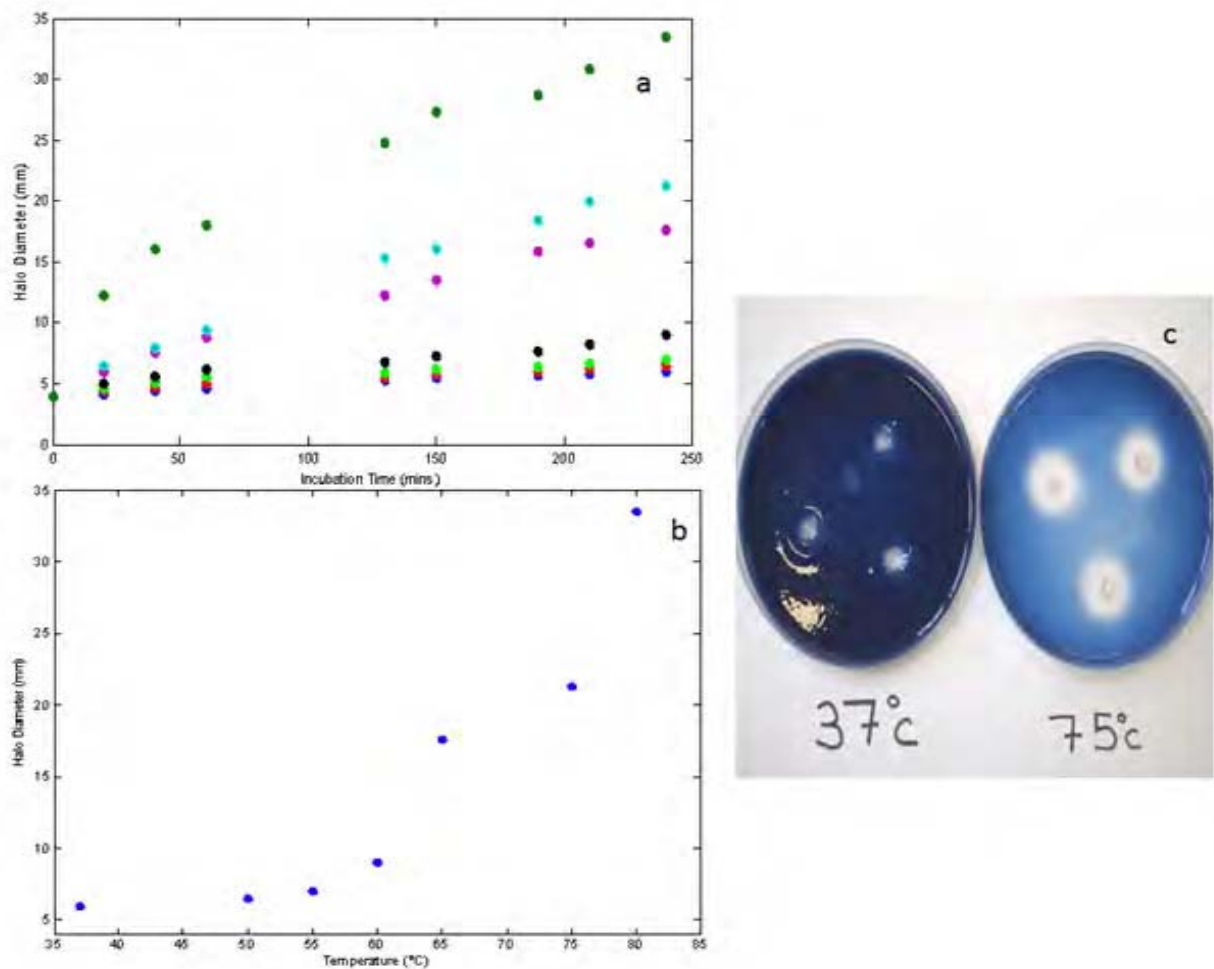 35
30
25
20
15
10
5
0
Halo Diameter (mm)
a
0 50 100 150 200 250
Incubation Time (mins)
35
30
25
20
15
10
5
Halo Diameter (mm)
b
35 40 45 50 55 60 65 70 75 80 85
Temperature (°C)
c
37°c
75°c